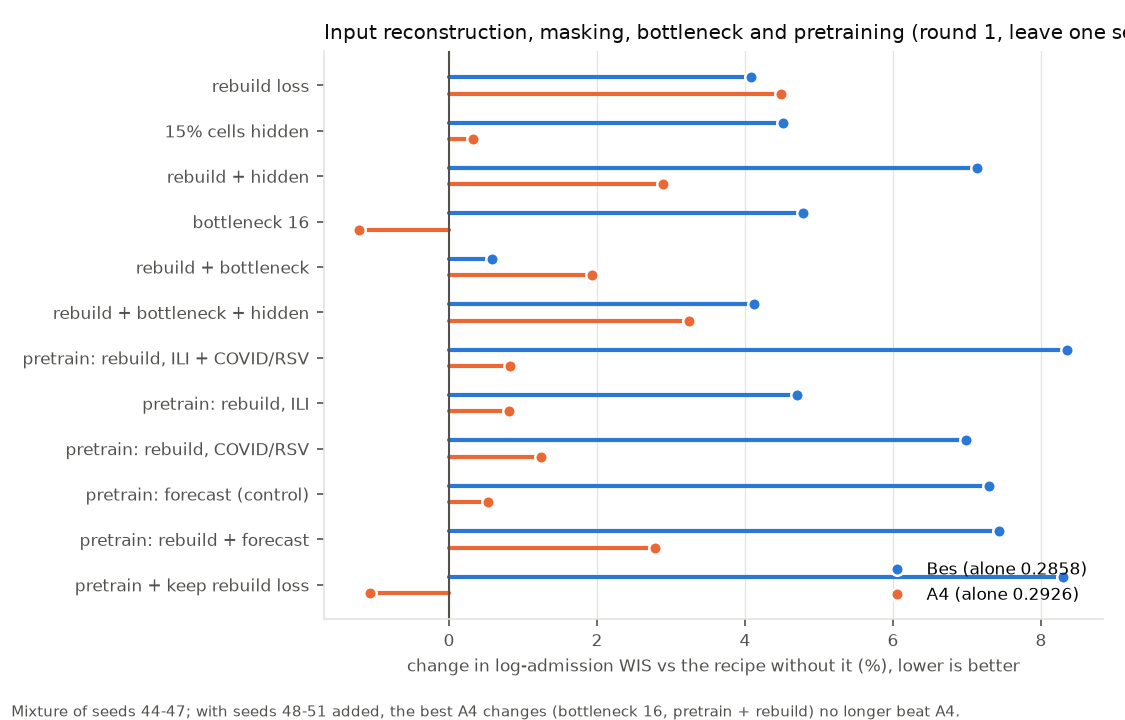 Input reconstruction, masking, bottleneck and pretraining (round 1, leave one se
rebuild loss
15% cells hidden
rebuild + hidden
bottleneck 16
rebuild + bottleneck
rebuild + bottleneck + hidden
pretrain: rebuild, ILI + COVID/RSV
pretrain: rebuild, ILI
pretrain: rebuild, COVID/RSV
pretrain: forecast (control)
pretrain: rebuild + forecast
pretrain + keep rebuild loss
Bes (alone 0.2858)
A4 (alone 0.2926)
0 2 4 6 8
change in log-admission WIS vs the recipe without it (%), lower is better
Mixture of seeds 44-47; with seeds 48-51 added, the best A4 changes (bottleneck 16, pretrain + rebuild) no longer beat A4.